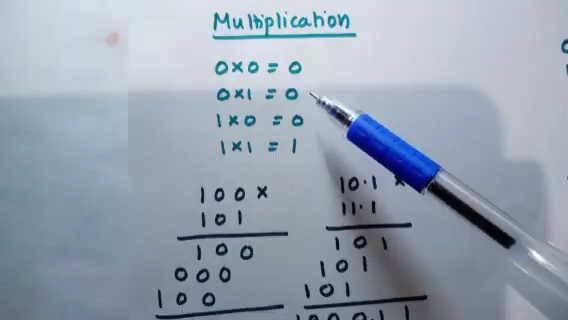 Multiplication
0×0 = 0
0×1 = 0
1×0 = 0
1×1 = 1
100 ×
101
100
000
100
10.1 ×
11.1
101
101
101